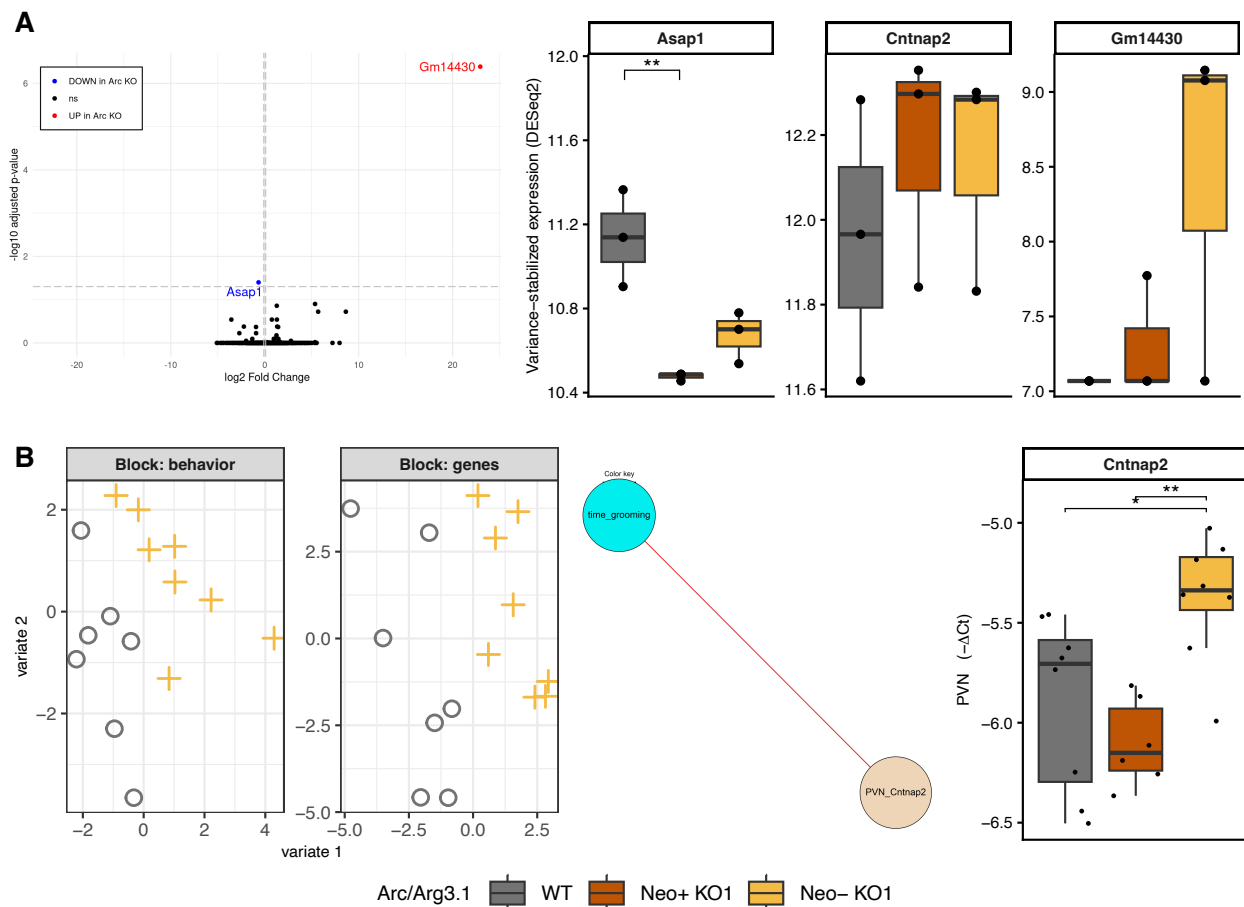 A
-log10 adjusted p-value
6
4
2
0
-20
-10
0
10
20
log2 Fold Change
DOWN in Arc KO
ns
UP in Arc KO
Gm14430
Asap1
Variance−stabilized expression (DESeq2)
Asap1
12.0
11.6
11.2
10.8
10.4
**
Cntnap2
12.2
12.0
11.8
11.6
Gm14430
9.0
8.5
8.0
7.5
7.0
B
Block: behavior
variate 2
2
0
−2
−2
0
2
4
Block: genes
2.5
0.0
−2.5
−5.0
−5.0
−2.5
0.0
2.5
variate 1
Color key
time_grooming
PVN_Cntnap2
Cntnap2
PVN (−ΔCt)
−5.0
−5.5
−6.0
−6.5
**
*
Arc/Arg3.1 WT Neo+ KO1 Neo− KO1